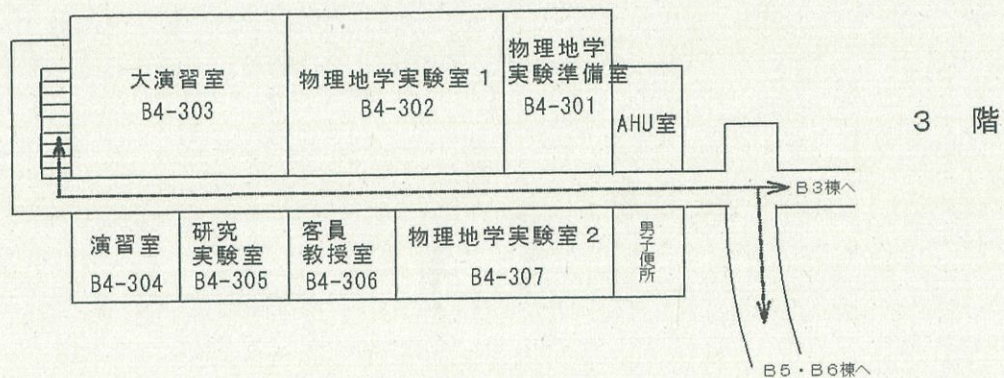 大演習室
B4-303
物理地学実験室1
B4-302
物理地学
実験準備室
B4-301
AHU室
3 階
B3棟へ
演習室
B4-304
研究
実験室
B4-305
客員
教授室
B4-306
物理地学実験室2
B4-307
男子便所
B5・B6棟へ